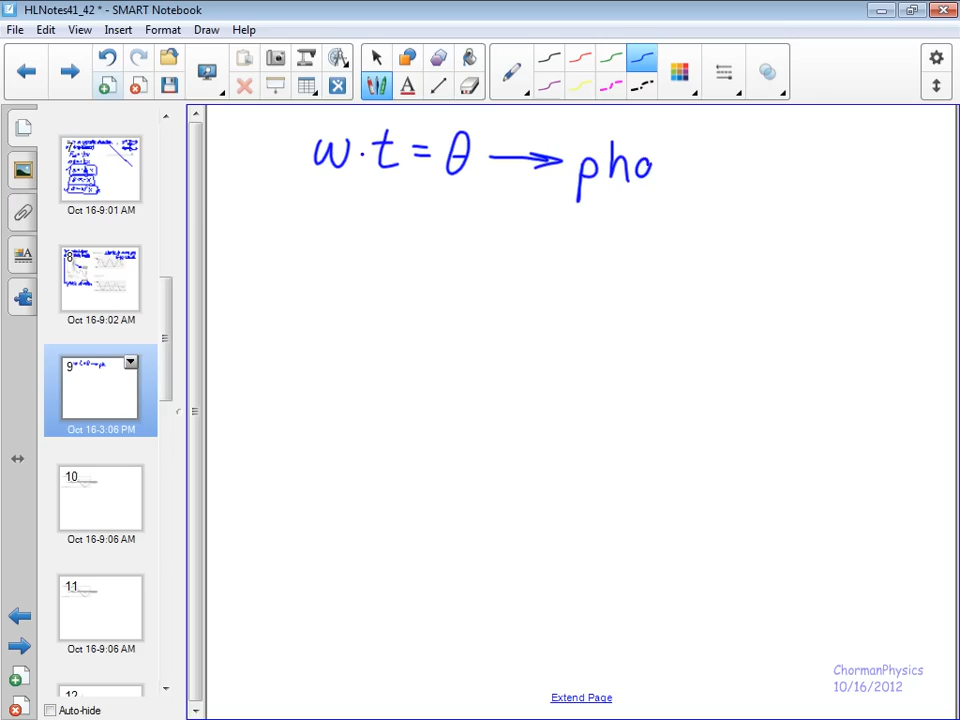 HLNotes41_42 * - SMART Notebook
File Edit View Insert Format Draw Help
w·t = θ → pho
Oct 16-9:01 AM
8
Oct 16-9:02 AM
9
Oct 16-3:06 PM
10
Oct 16-9:06 AM
11
Oct 16-9:06 AM
12
Auto-hide
Extend Page
ChormanPhysics
10/16/2012